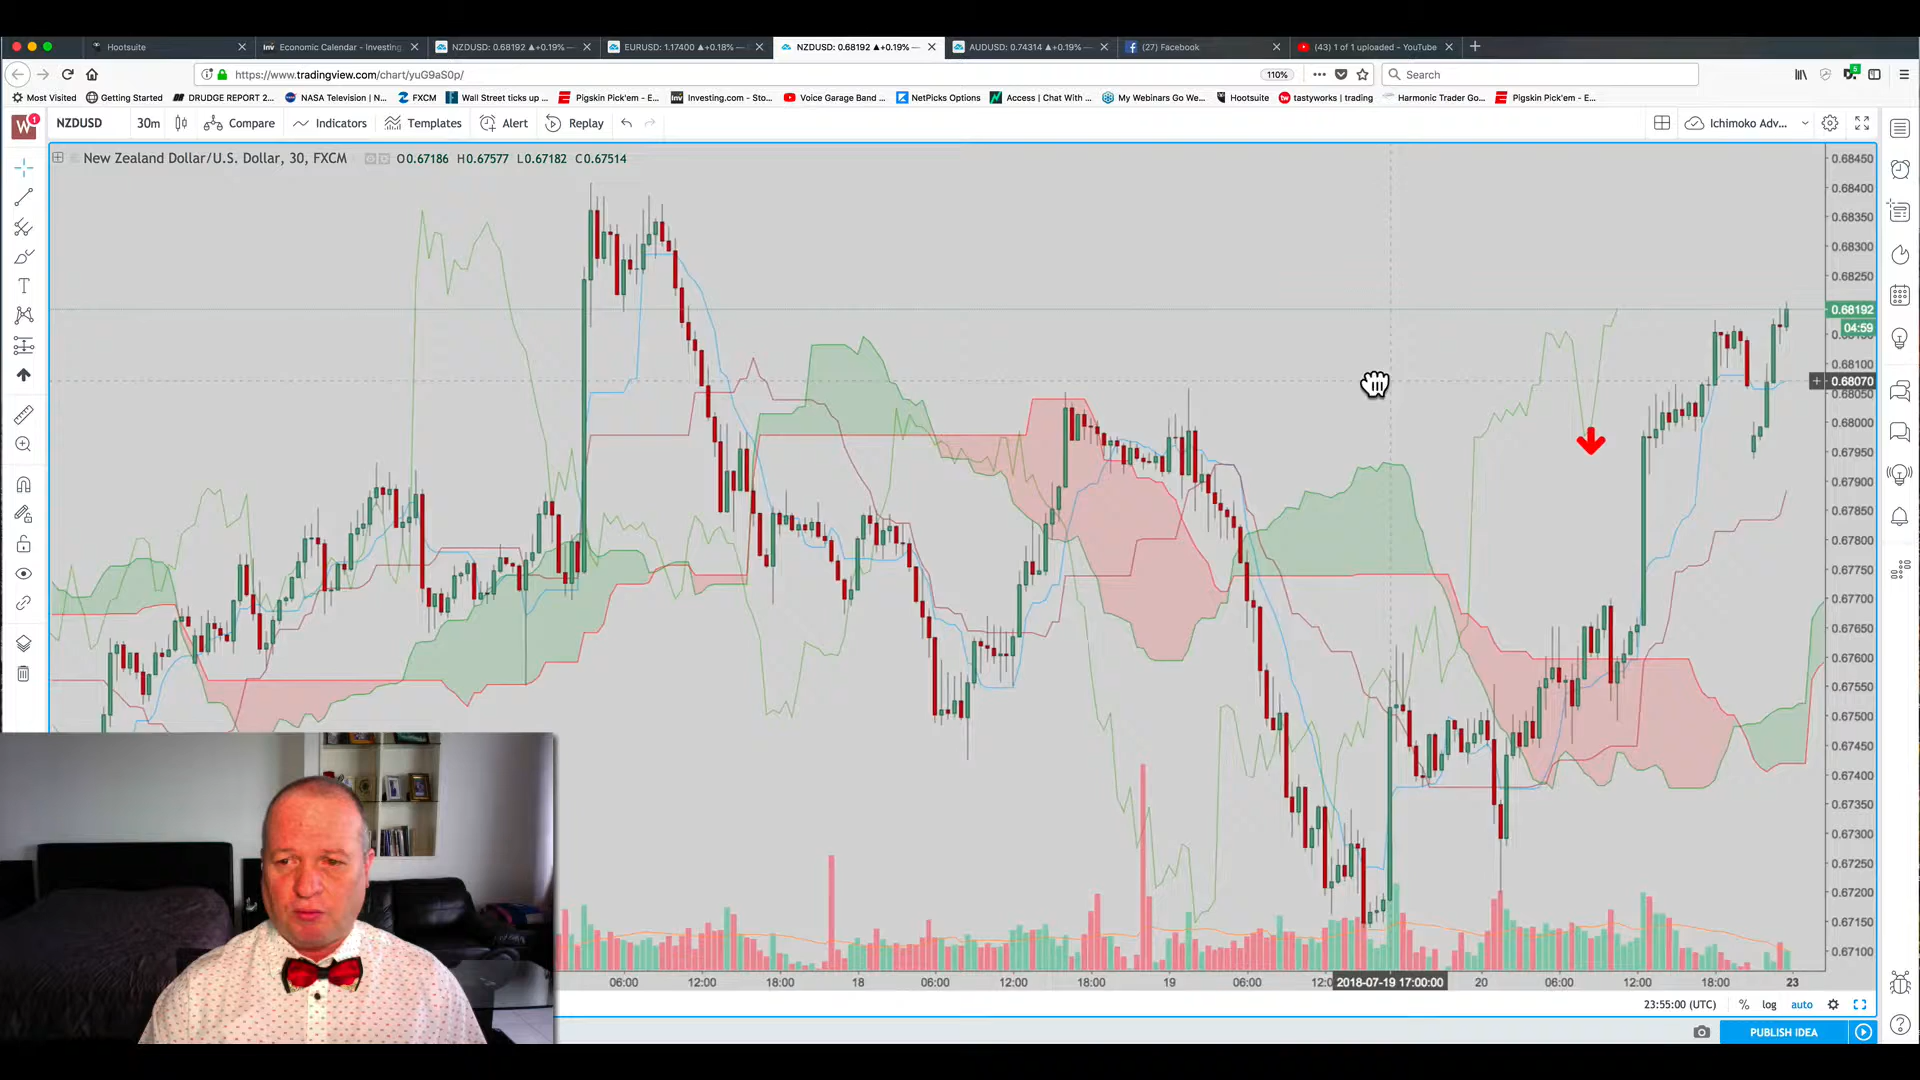 Hootsuite
Economic Calendar - Investing
NZDUSD: 0.68192 ▲+0.19% —
EURUSD: 1.17400 ▲+0.18% —
NZDUSD: 0.68192 ▲+0.19% —
AUDUSD: 0.74314 ▲+0.19% —
(27) Facebook
(43) 1 of 1 uploaded - YouTube
https://www.tradingview.com/chart/yuG9aS0p/
110%
Search
Most Visited
Getting Started
DRUDGE REPORT 2...
NASA Television | N...
FXCM
Wall Street ticks up ...
Pigskin Pick'em - E...
Investing.com - Sto...
Voice Garage Band ...
NetPicks Options
Access | Chat With ...
My Webinars Go We...
Hootsuite
tastyworks | trading
Harmonic Trader Go...
Pigskin Pick'em - E...
W 1
NZDUSD
30m
Compare
Indicators
Templates
Alert
Replay
Ichimoko Adv...
New Zealand Dollar/U.S. Dollar, 30, FXCM
O0.67186 H0.67577 L0.67182 C0.67514
0.68450
0.68400
0.68350
0.68300
0.68250
0.68192
04:59
0.68100
0.68070
0.68050
0.68000
0.67950
0.67900
0.67850
0.67800
0.67750
0.67700
0.67650
0.67600
0.67550
0.67500
0.67450
0.67400
0.67350
0.67300
0.67250
0.67200
0.67150
0.67100
06:00
12:00
18:00
18
06:00
12:00
18:00
19
06:00
2018-07-19 17:00:00
20
06:00
12:00
18:00
23
23:55:00 (UTC)
%
log
auto
PUBLISH IDEA